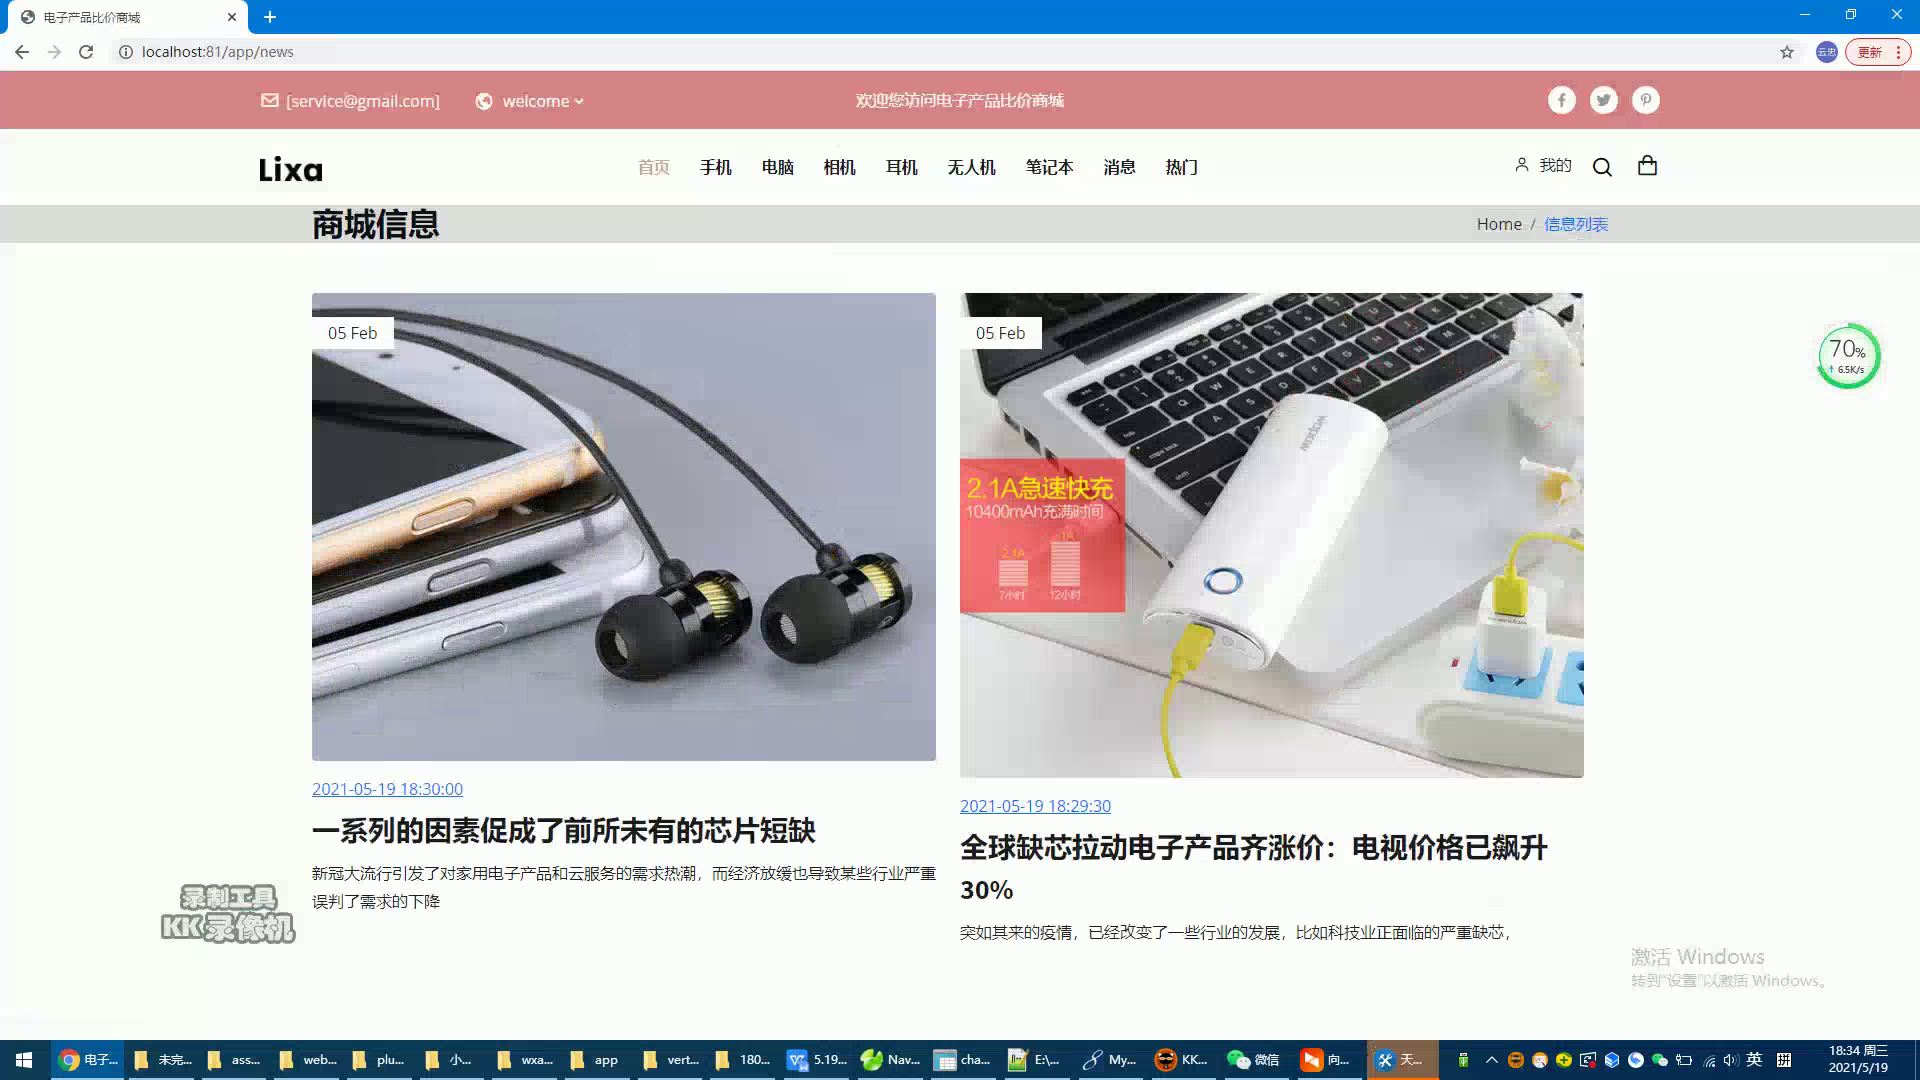 电子产品比价商城
localhost:81/app/news
更新
[service@gmail.com]
welcome
欢迎您访问电子产品比价商城
Lixa
首页 手机 电脑 相机 耳机 无人机 笔记本 消息 热门
我的
商城信息
Home / 信息列表
05 Feb
05 Feb
70%
6.5K/s
2.1A急速快充
10400mAh充满时间
2.1A
1A
7小时
12小时
2021-05-19 18:30:00
一系列的因素促成了前所未有的芯片短缺
新冠大流行引发了对家用电子产品和云服务的需求热潮，而经济放缓也导致某些行业严重
误判了需求的下降
2021-05-19 18:29:30
全球缺芯拉动电子产品齐涨价：电视价格已飙升
30%
突如其来的疫情，已经改变了一些行业的发展，比如科技业正面临的严重缺芯，
录制工具
KK录像机
激活 Windows
转到"设置"以激活 Windows。
电子... 未完... ass... web... plu... 小... wxa... app vert... 180... 5.19... Nav... cha... E:\... My... KK... 微信 向... 天...
英
18:34 周三
2021/5/19